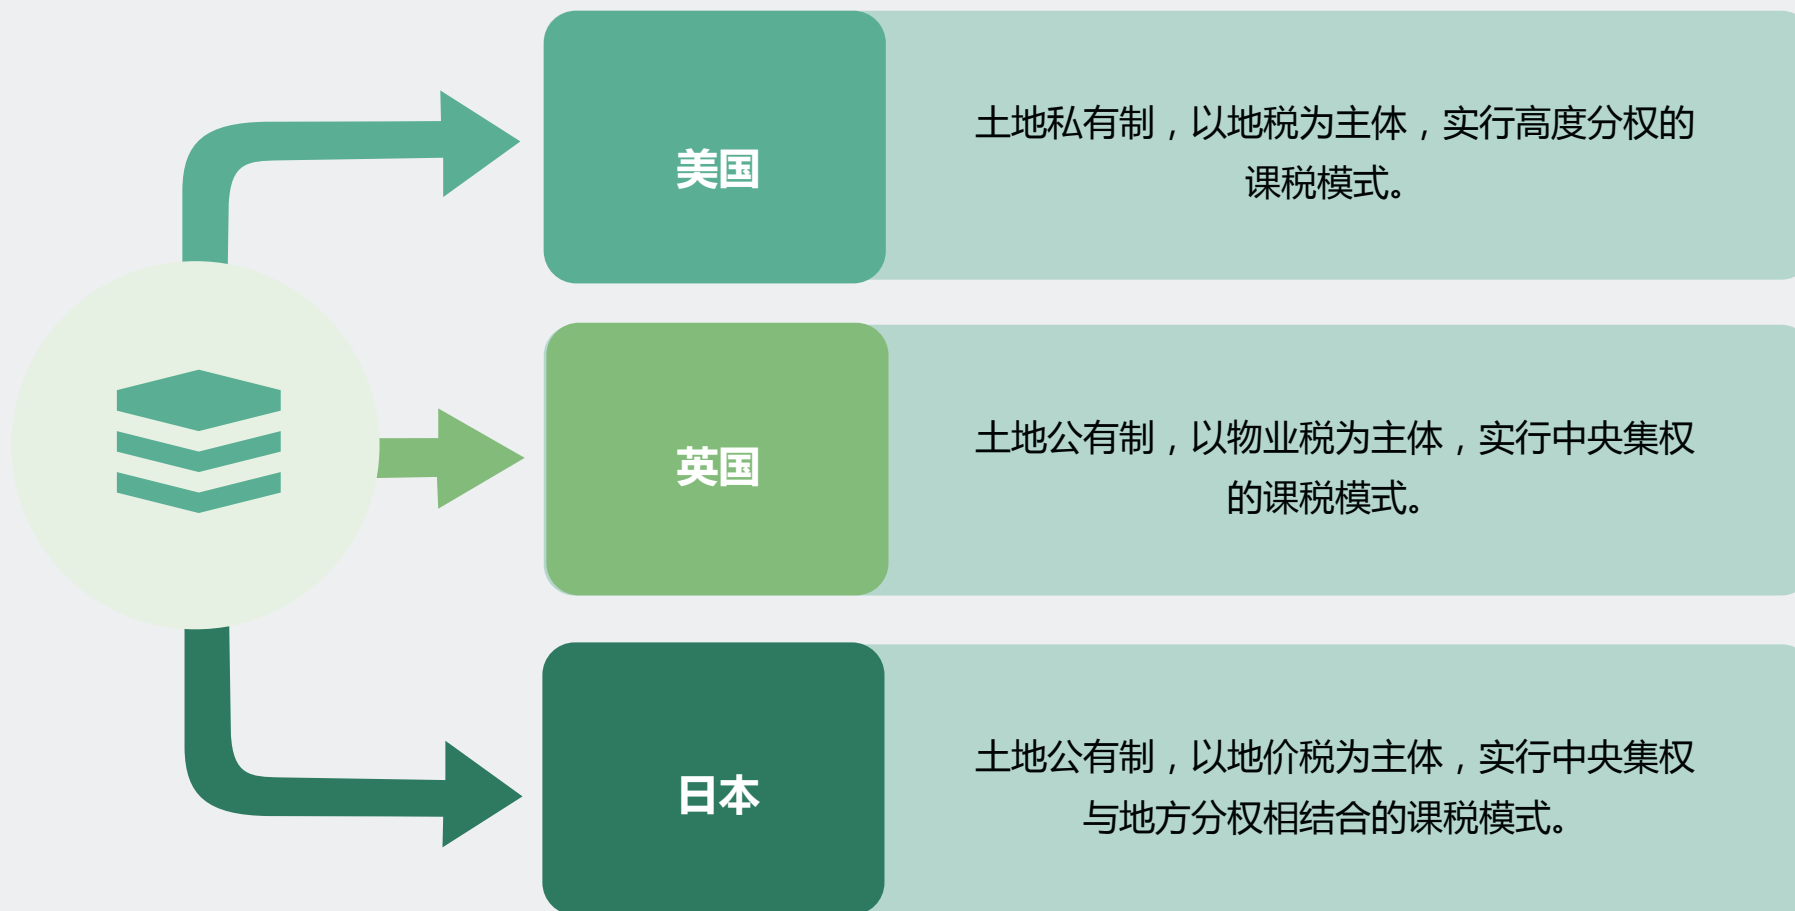 美国
土地私有制，以地税为主体，实行高度分权的
课税模式。
英国
土地公有制，以物业税为主体，实行中央集权
的课税模式。
日本
土地公有制，以地价税为主体，实行中央集权
与地方分权相结合的课税模式。